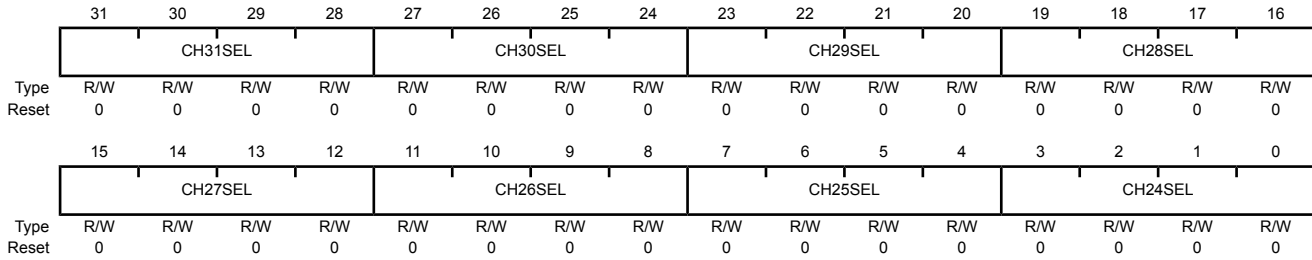 31 30 29 28 27 26 25 24 23 22 21 20 19 18 17 16
CH31SEL CH30SEL CH29SEL CH28SEL
Type R/W R/W R/W R/W R/W R/W R/W R/W R/W R/W R/W R/W R/W R/W R/W R/W
Reset 0 0 0 0 0 0 0 0 0 0 0 0 0 0 0 0
15 14 13 12 11 10 9 8 7 6 5 4 3 2 1 0
CH27SEL CH26SEL CH25SEL CH24SEL
Type R/W R/W R/W R/W R/W R/W R/W R/W R/W R/W R/W R/W R/W R/W R/W R/W
Reset 0 0 0 0 0 0 0 0 0 0 0 0 0 0 0 0